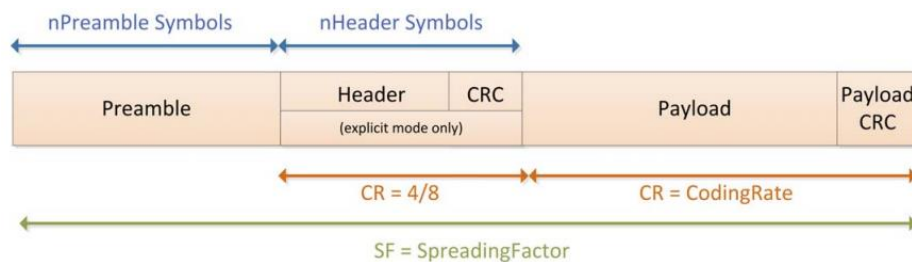 nPreamble Symbols
nHeader Symbols
Preamble
Header
CRC
(explicit mode only)
Payload
Payload
CRC
CR = 4/8
CR = CodingRate
SF = SpreadingFactor